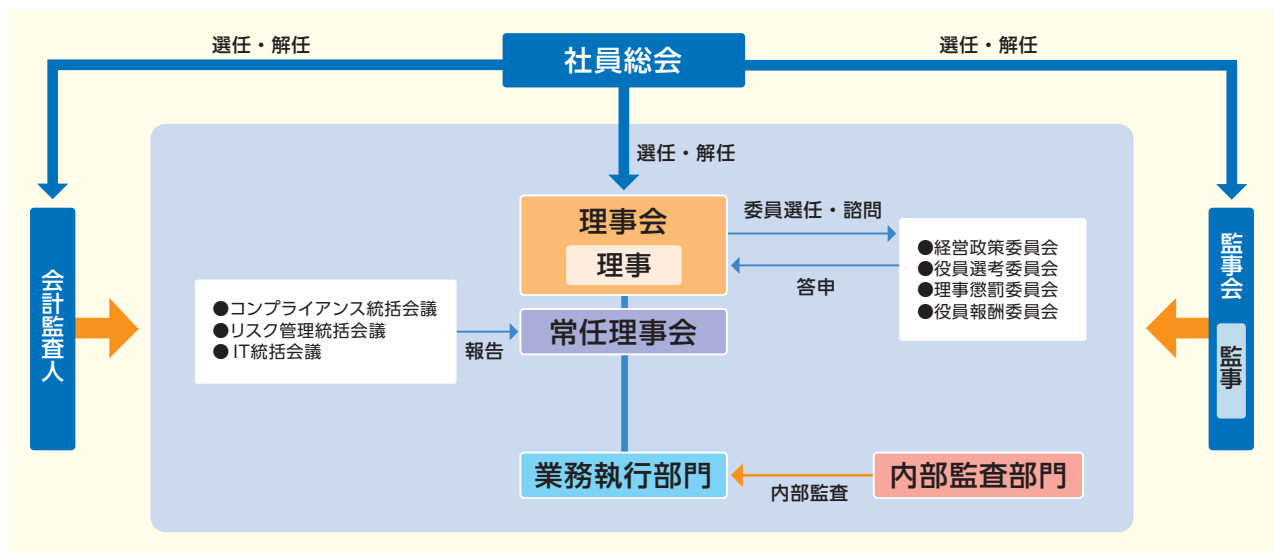 選任・解任
社員総会
選任・解任
選任・解任
理事会
理事
委員選任・諮問
答申
●経営政策委員会
●役員選考委員会
●理事懲罰委員会
●役員報酬委員会
監事会
監事
会計監査人
●コンプライアンス統括会議
●リスク管理統括会議
●IT統括会議
報告
常任理事会
業務執行部門
内部監査
内部監査部門